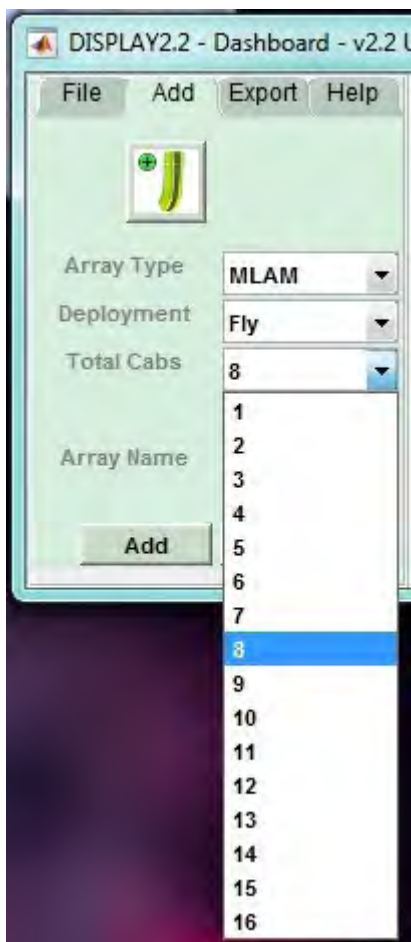 DISPLAY2.2 - Dashboard - v2.2
File Add Export Help
Array Type MLAM
Deployment Fly
Total Cabs 8
1
2
Array Name
3
4
Add
5
6
7
8
9
10
11
12
13
14
15
16